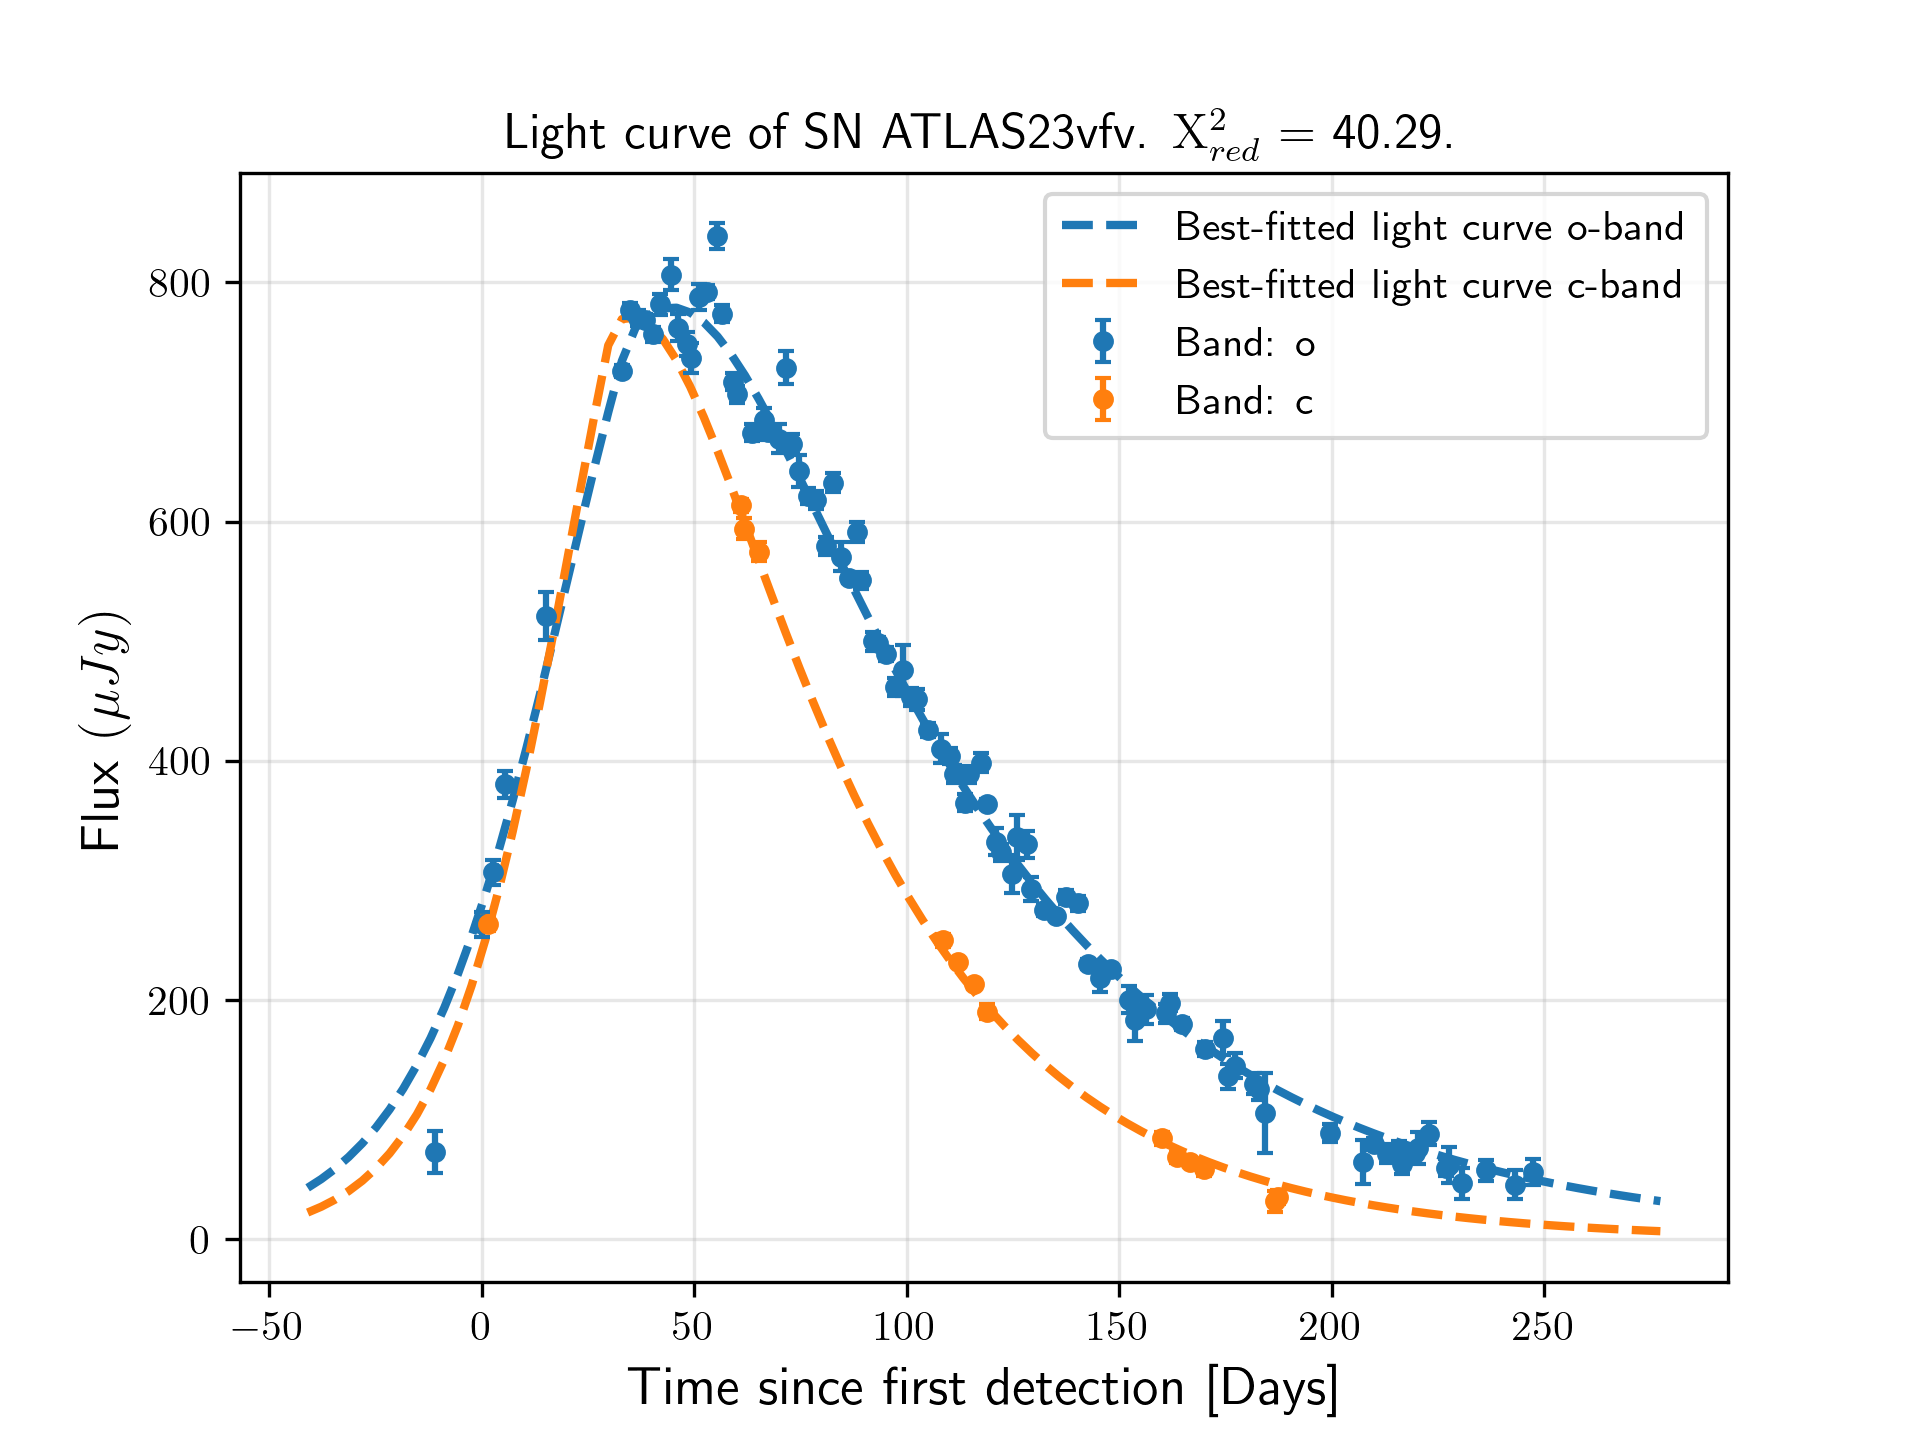 Light curve of SN ATLAS23vfv. X²_red = 40.29.
Best-fitted light curve o-band
Best-fitted light curve c-band
Band: o
Band: c
800
600
400
200
0
Flux (μJy)
−50 0 50 100 150 200 250
Time since first detection [Days]